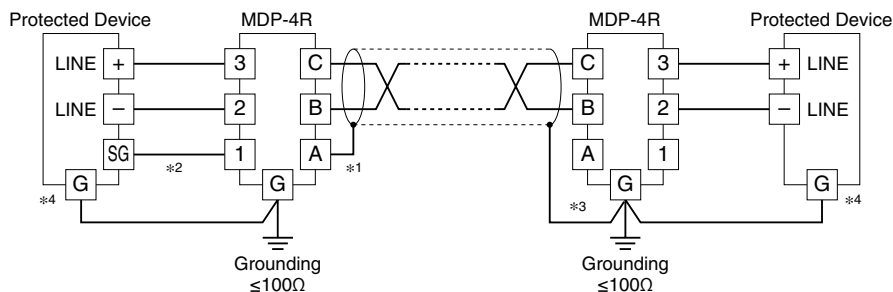 Protected Device MDP-4R MDP-4R Protected Device
LINE + 3 C C 3 + LINE
LINE − 2 B B 2 − LINE
SG *2 1 A *1 A 1
*4 G G *3 G G *4
Grounding Grounding
≤100Ω ≤100Ω